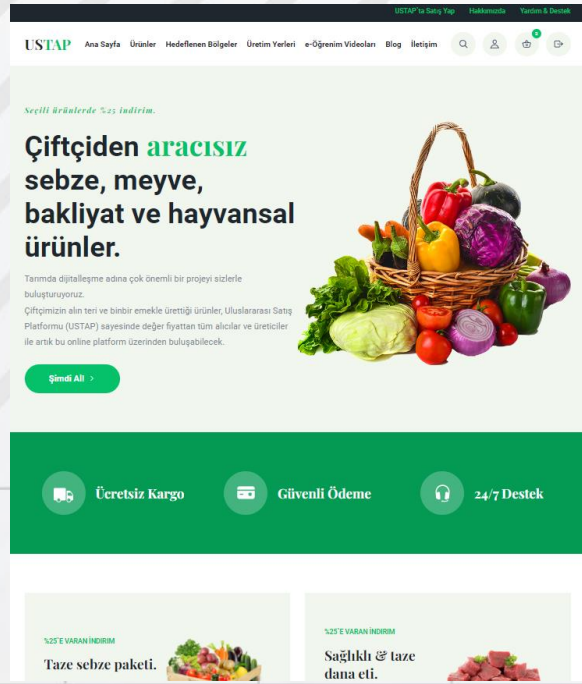 USTAP'ta Satış Yap Hakkımızda Yardım & Destek
USTAP Ana Sayfa Ürünler Hedeflenen Bölgeler Üretim Yerleri e-Öğrenim Videoları Blog İletişim
Seçili ürünlerde %25 indirim.
Çiftçiden aracısız
sebze, meyve,
bakliyat ve hayvansal
ürünler.
Tarımda dijitalleşme adına çok önemli bir projeyi sizlerle
buluşturuyoruz.
Çiftçimizin alın teri ve binbir emekle ürettiği ürünler, Uluslararası Satış
Platformu (USTAP) sayesinde değer fiyattan tüm alıcılar ve üreticiler
ile artık bu online platform üzerinden buluşabilecek.
Şimdi Al! >
Ücretsiz Kargo Güvenli Ödeme 24/7 Destek
%25'E VARAN İNDİRIM
Taze sebze paketi.
%25'E VARAN İNDİRIM
Sağlıklı & taze
dana eti.